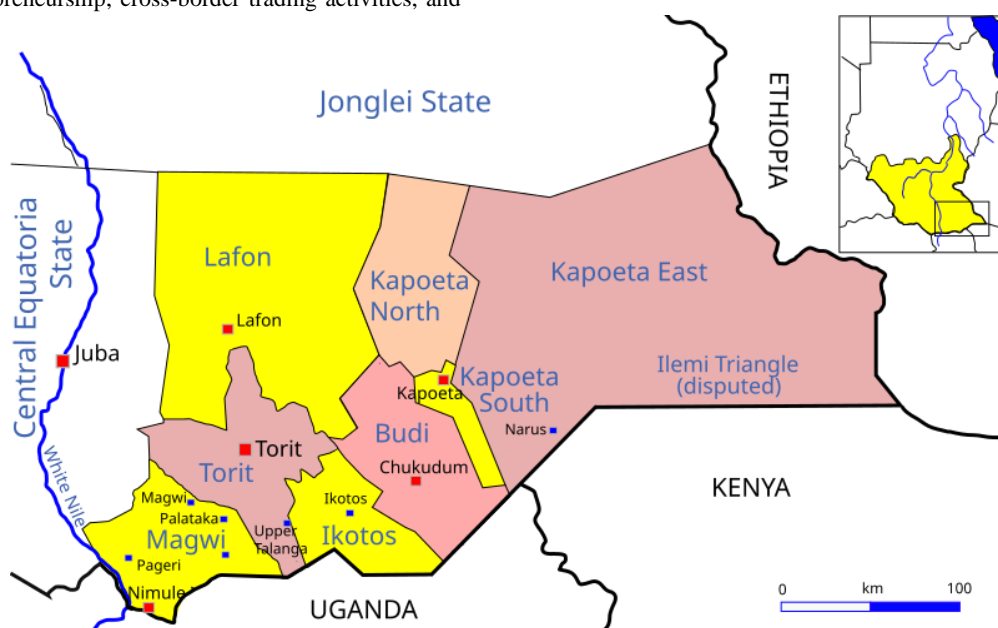 preneurship, cross-border trading activities, and
Jonglei State
ETHIOPIA
Central Equatoria
State
Lafon
Kapoeta
North
Kapoeta East
Lafon
Juba
Ilemi Triangle
(disputed)
Kapoeta
Kapoeta
South
Narus
Budi
Chukudum
Torit
Torit
White Nile
Magwi
Palataka
Magwi
Pageri
Nimule
Upper
Talanga
Ikotos
Ikotos
KENYA
UGANDA
0 km 100